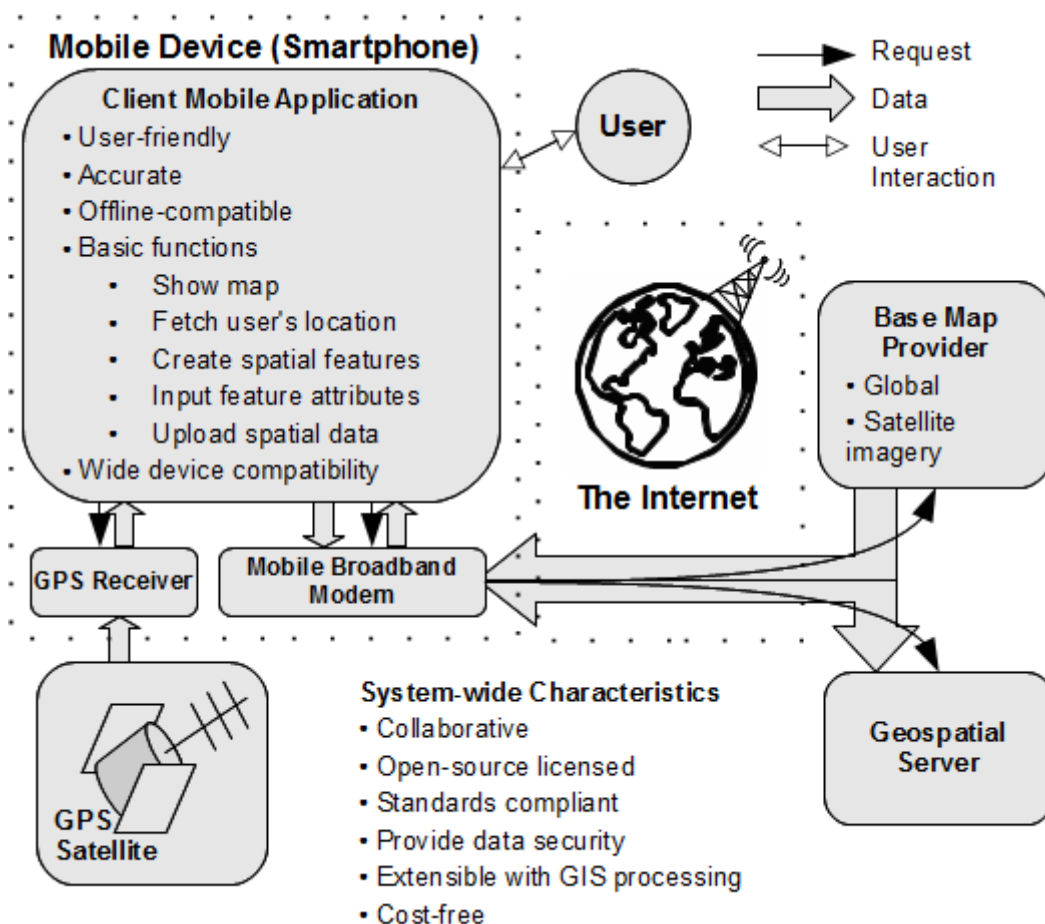 Mobile Device (Smartphone)
Client Mobile Application
• User-friendly
• Accurate
• Offline-compatible
• Basic functions
• Show map
• Fetch user's location
• Create spatial features
• Input feature attributes
• Upload spatial data
• Wide device compatibility
User
Request
Data
User
Interaction
The Internet
Base Map
Provider
• Global
• Satellite
imagery
GPS Receiver
Mobile Broadband
Modem
GPS
Satellite
System-wide Characteristics
• Collaborative
• Open-source licensed
• Standards compliant
• Provide data security
• Extensible with GIS processing
• Cost-free
Geospatial
Server